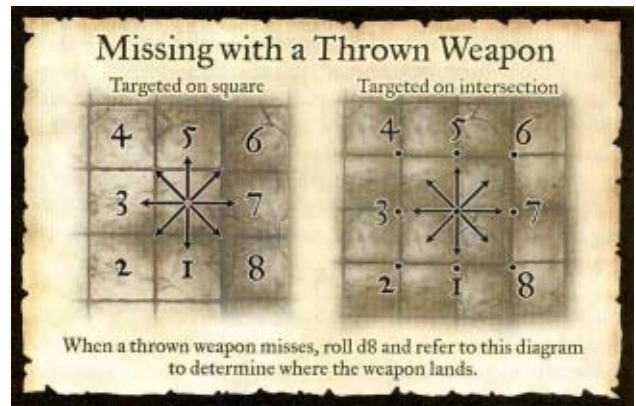 Missing with a Thrown Weapon
Targeted on square
Targeted on intersection
4 5 6
3 7
2 1 8
4 5 6
3 7
2 1 8
When a thrown weapon misses, roll d8 and refer to this diagram
to determine where the weapon lands.